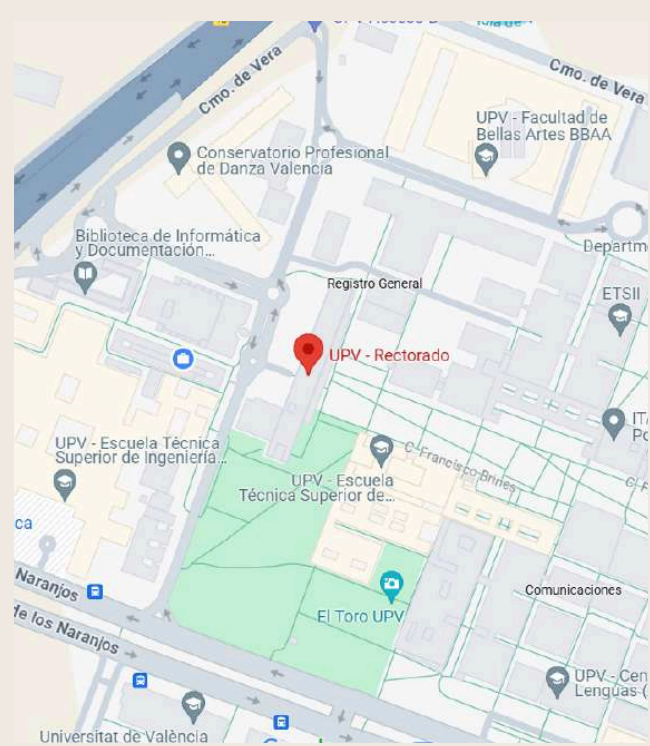 Cmo. de Vera
Cmo. de Vera
UPV - Facultad de
Bellas Artes BBAA
Conservatorio Profesional
de Danza Valencia
Biblioteca de Informática
y Documentación...
Departm
Registro General
ETSII
UPV - Rectorado
UPV - Escuela Técnica
Superior de Ingeniería...
UPV - Escuela
Técnica Superior de...
C. Francisco Brines
ca
Naranjos
de los Naranjos
El Toro UPV
Comunicaciones
UPV - Cen
Lenguas (
Universitat de València